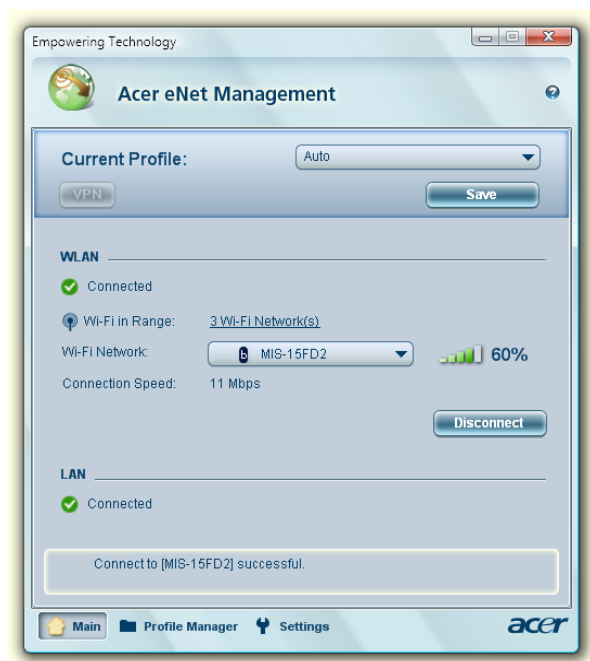 Empowering Technology
Acer eNet Management
Current Profile: Auto
VPN Save
WLAN
Connected
Wi-Fi in Range: 3 Wi-Fi Network(s)
Wi-Fi Network: b MIS-15FD2 60%
Connection Speed: 11 Mbps
Disconnect
LAN
Connected
Connect to [MIS-15FD2] successful.
Main Profile Manager Settings acer